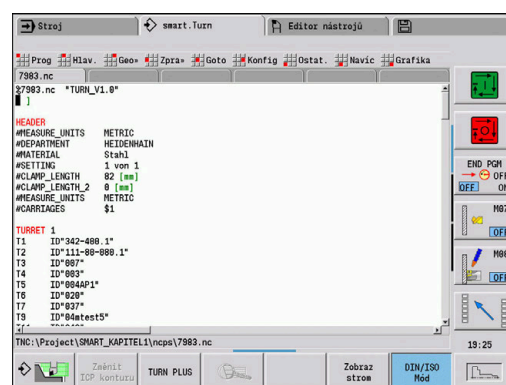 Stroj
smart.Turn
Editor nástrojů
Prog Hlav. Geo» Zpra» Goto Konfig Ostat. Navíc Grafika
7983.nc
%7983.nc "TURN_V1.0"
]
HEADER
#MEASURE_UNITS METRIC
#DEPARTMENT HEIDENHAIN
#MATERIAL Stahl
#SETTING 1 von 1
#CLAMP_LENGTH 82 [mm]
#CLAMP_LENGTH_2 0 [mm]
#MEASURE_UNITS METRIC
#CARRIAGES $1
TURRET 1
T1 ID"342-400.1"
T2 ID"111-80-080.1"
T3 ID"007"
T4 ID"003"
T5 ID"004AP1"
T6 ID"020"
T7 ID"037"
T9 ID"04mtest5"
TNC:\Project\SMART_KAPITEL1\ncps\7983.nc
END PGM
OFF
OFF ON
M07
OFF
M08
OFF
19:25
Změnit
ICP konturu
TURN PLUS
Zobraz
strom
DIN/ISO
Mód